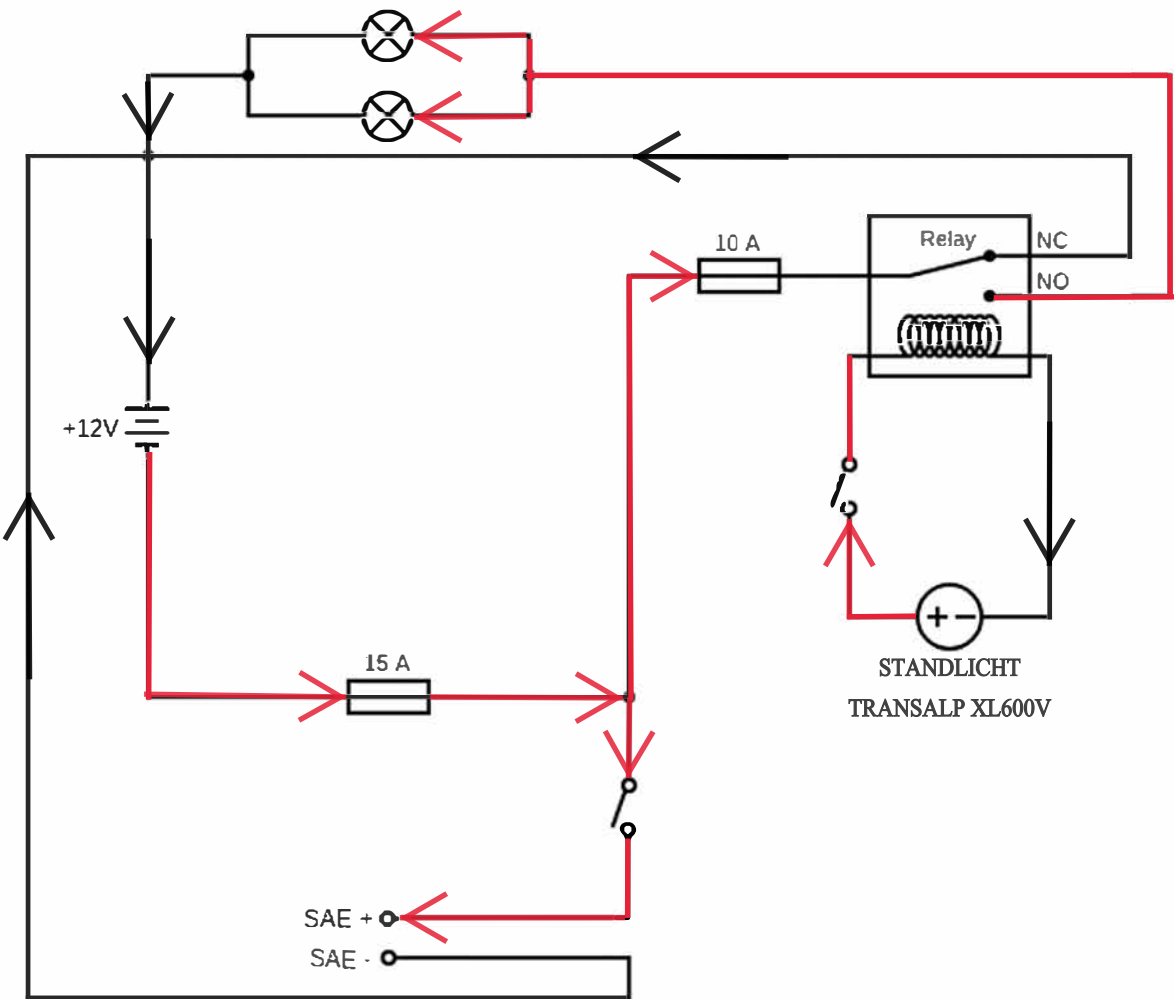 10 A
Relay
NC
NO
+12V
15 A
+ -
STANDLICHT
TRANSALP XL600V
SAE +
SAE -